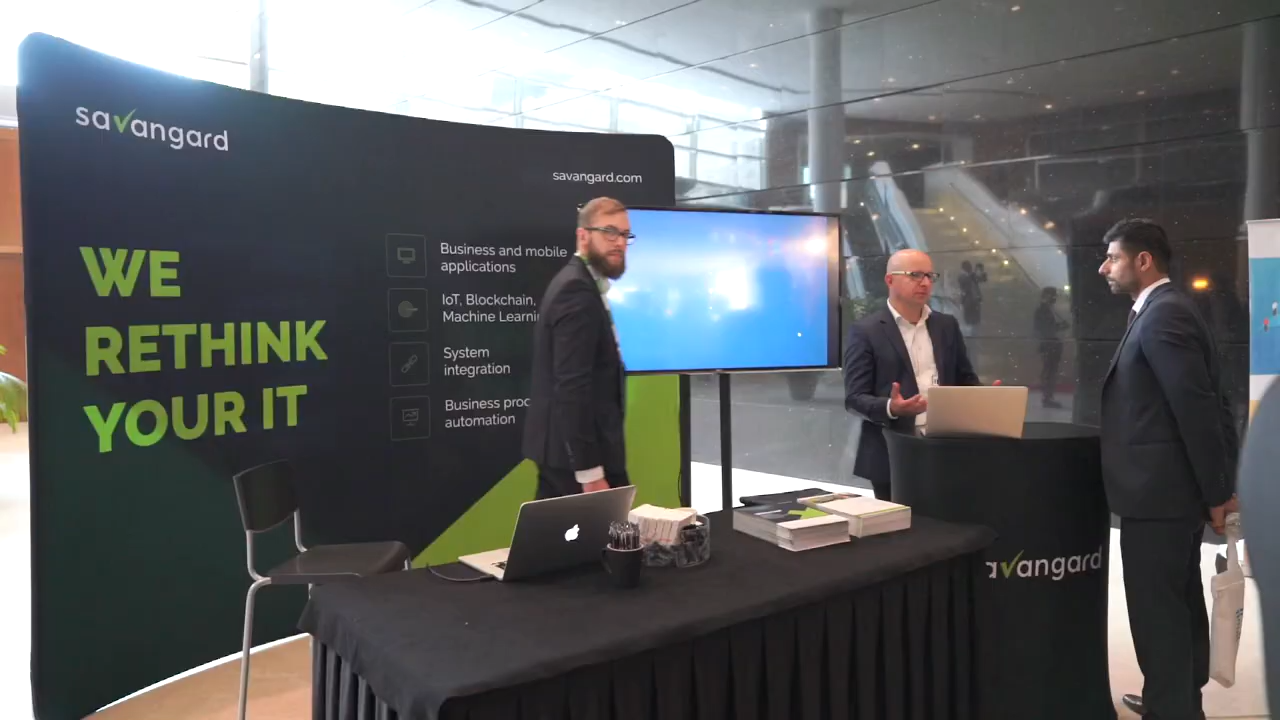 savangard
savangard.com
WE
RETHINK
YOUR IT
Business and mobile
applications
IoT, Blockchain,
Machine Learnin
System
integration
Business proc
automation
avangard